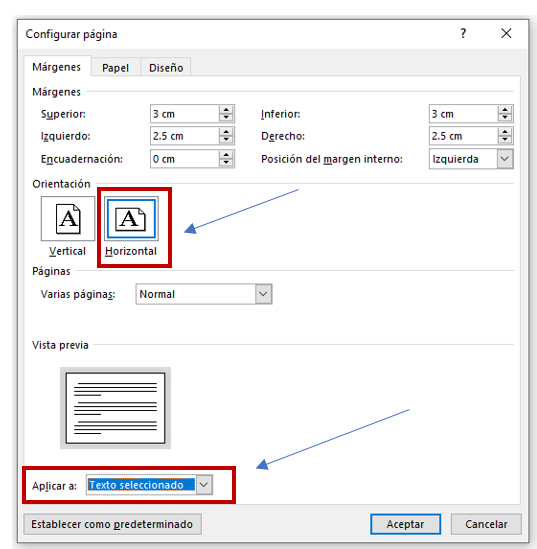 Configurar página
? ×
Márgenes Papel Diseño
Márgenes
Superior: 3 cm Inferior: 3 cm
Izquierdo: 2.5 cm Derecho: 2.5 cm
Encuadernación: 0 cm Posición del margen interno: Izquierda
Orientación
A A
Vertical Horizontal
Páginas
Varias páginas: Normal
Vista previa
Aplicar a: Texto seleccionado
Establecer como predeterminado Aceptar Cancelar